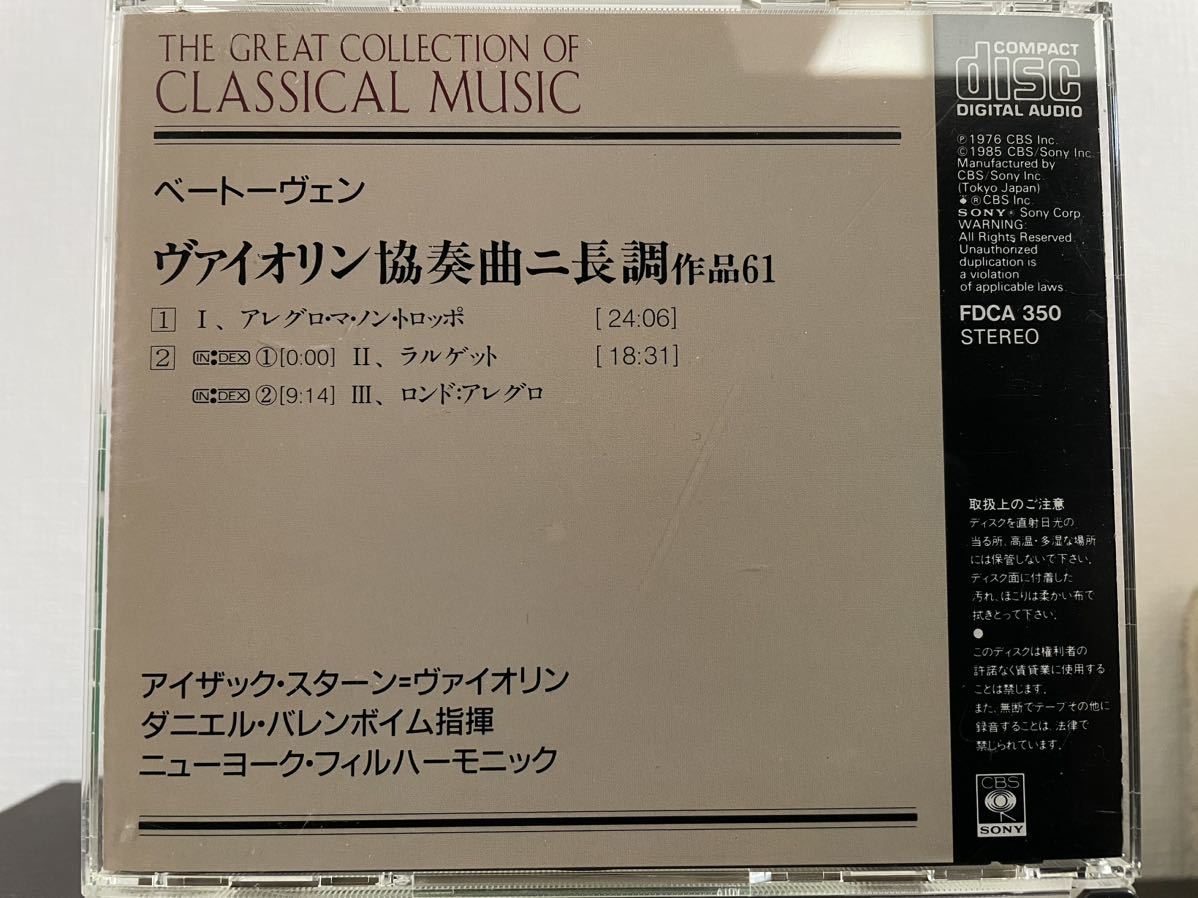 THE GREAT COLLECTION OF
CLASSICAL MUSIC
ベートーヴェン
ヴァイオリン協奏曲ニ長調作品61
1 I、アレグロ・マ・ノン・トロッポ [24:06]
2 INDEX ①[0:00] II、ラルゲット [18:31]
INDEX ②[9:14] III、ロンド:アレグロ
アイザック・スターン=ヴァイオリン
ダニエル・バレンボイム指揮
ニューヨーク・フィルハーモニック
COMPACT
disc
DIGITAL AUDIO
Ⓟ1976 CBS Inc.
©1985 CBS/Sony Inc.
Manufactured by
CBS/Sony Inc.
(Tokyo Japan)
®CBS Inc.
SONY® Sony Corp.
WARNING:
All Rights Reserved.
Unauthorized
duplication is
a violation
of applicable laws.
FDCA 350
STEREO
取扱上のご注意
ディスクを直射日光の
当る所、高温・多湿な場所
には保管しないで下さい。
ディスク面に付着した
汚れ、ほこりは柔かい布で
拭きとって下さい。
●
このディスクは権利者の
許諾なく賃貸業に使用する
ことは禁じます。
また、無断でテープその他に
録音することは、法律で
禁じられています。
CBS
SONY